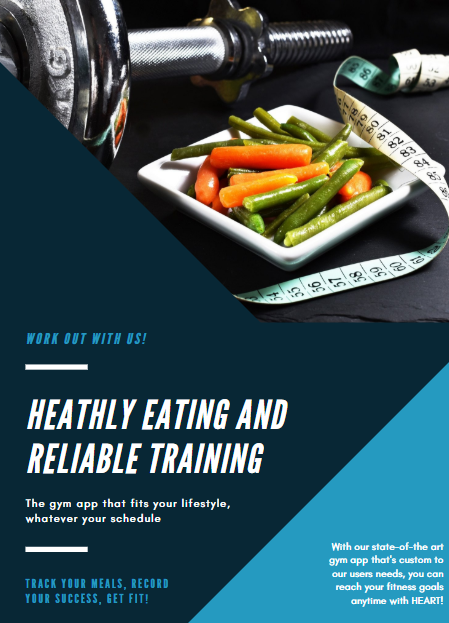 WORK OUT WITH US!
HEATHLY EATING AND
RELIABLE TRAINING
The gym app that fits your lifestyle,
whatever your schedule
TRACK YOUR MEALS, RECORD
YOUR SUCCESS, GET FIT!
With our state-of-the art
gym app that's custom to
our users needs, you can
reach your fitness goals
anytime with HEART!